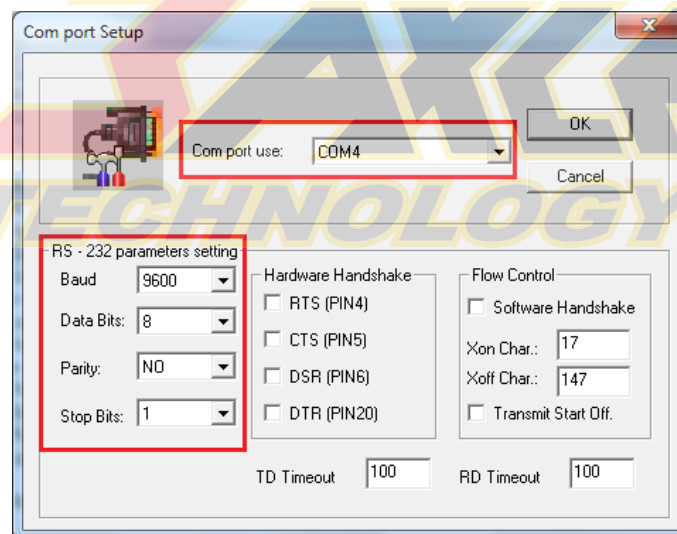 Com port Setup
Com port use: COM4
OK
Cancel
RS - 232 parameters setting
Baud 9600
Data Bits: 8
Parity: NO
Stop Bits: 1
Hardware Handshake
RTS (PIN4)
CTS (PIN5)
DSR (PIN6)
DTR (PIN20)
Flow Control
Software Handshake
Xon Char.: 17
Xoff Char.: 147
Transmit Start Off.
TD Timeout 100
RD Timeout 100
TECHNOLOGY